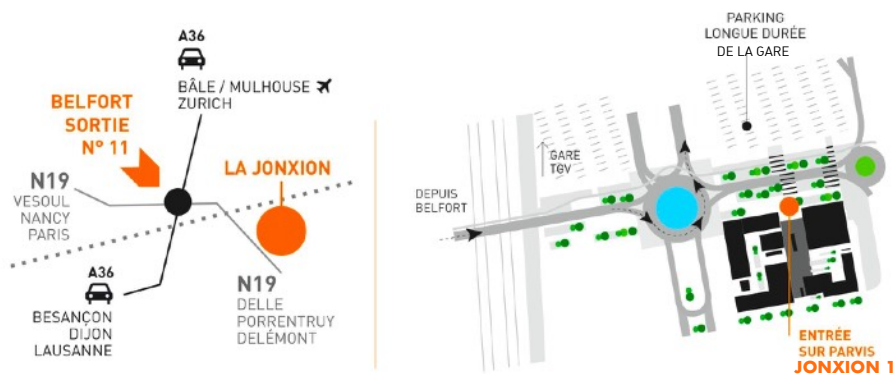 A36
BÂLE / MULHOUSE
ZURICH
BELFORT
SORTIE
N° 11
LA JONXION
N19
VESOUL
NANCY
PARIS
A36
BESANÇON
DIJON
LAUSANNE
N19
DELLE
PORRENTRUY
DELÉMONT
PARKING
LONGUE DURÉE
DE LA GARE
GARE
TGV
DEPUIS
BELFORT
ENTRÉE
SUR PARVIS
JONXION 1